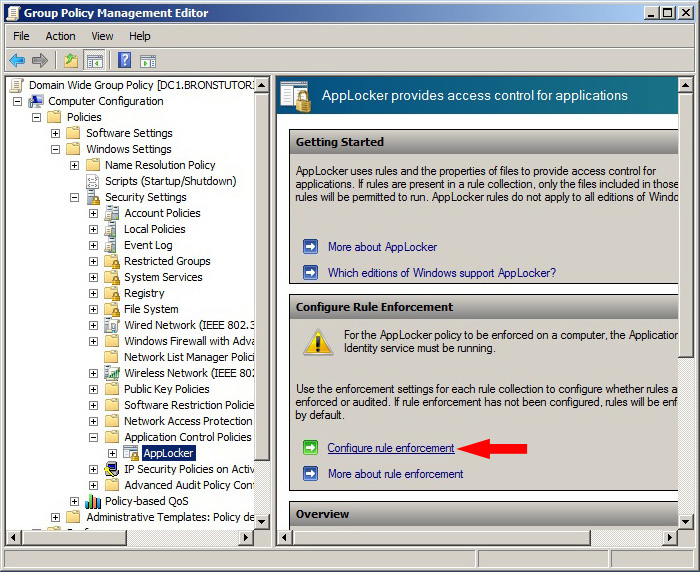 Group Policy Management Editor
File Action View Help
Domain Wide Group Policy [DC1.BRONSTUTOR
Computer Configuration
Policies
Software Settings
Windows Settings
Name Resolution Policy
Scripts (Startup/Shutdown)
Security Settings
Account Policies
Local Policies
Event Log
Restricted Groups
System Services
Registry
File System
Wired Network (IEEE 802.3
Windows Firewall with Adva
Network List Manager Polici
Wireless Network (IEEE 802
Public Key Policies
Software Restriction Policie
Network Access Protection
Application Control Policies
AppLocker
IP Security Policies on Activ
Advanced Audit Policy Con
Policy-based QoS
Administrative Templates: Policy de
AppLocker provides access control for applications
Getting Started
AppLocker uses rules and the properties of files to provide access control for
applications. If rules are present in a rule collection, only the files included in those
rules will be permitted to run. AppLocker rules do not apply to all editions of Windo
More about AppLocker
Which editions of Windows support AppLocker?
Configure Rule Enforcement
For the AppLocker policy to be enforced on a computer, the Application
Identity service must be running.
Use the enforcement settings for each rule collection to configure whether rules a
enforced or audited. If rule enforcement has not been configured, rules will be enf
by default.
Configure rule enforcement
More about rule enforcement
Overview